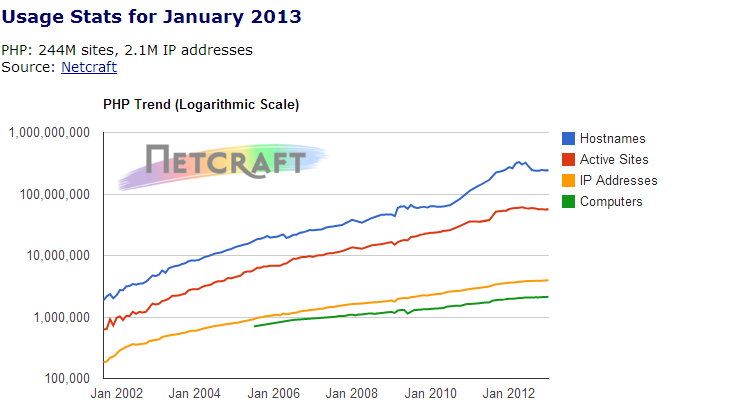 Usage Stats for January 2013
PHP: 244M sites, 2.1M IP addresses
Source: Netcraft
PHP Trend (Logarithmic Scale)
1,000,000,000
100,000,000
10,000,000
1,000,000
100,000
NETCRAFT
Hostnames
Active Sites
IP Addresses
Computers
Jan 2002 Jan 2004 Jan 2006 Jan 2008 Jan 2010 Jan 2012